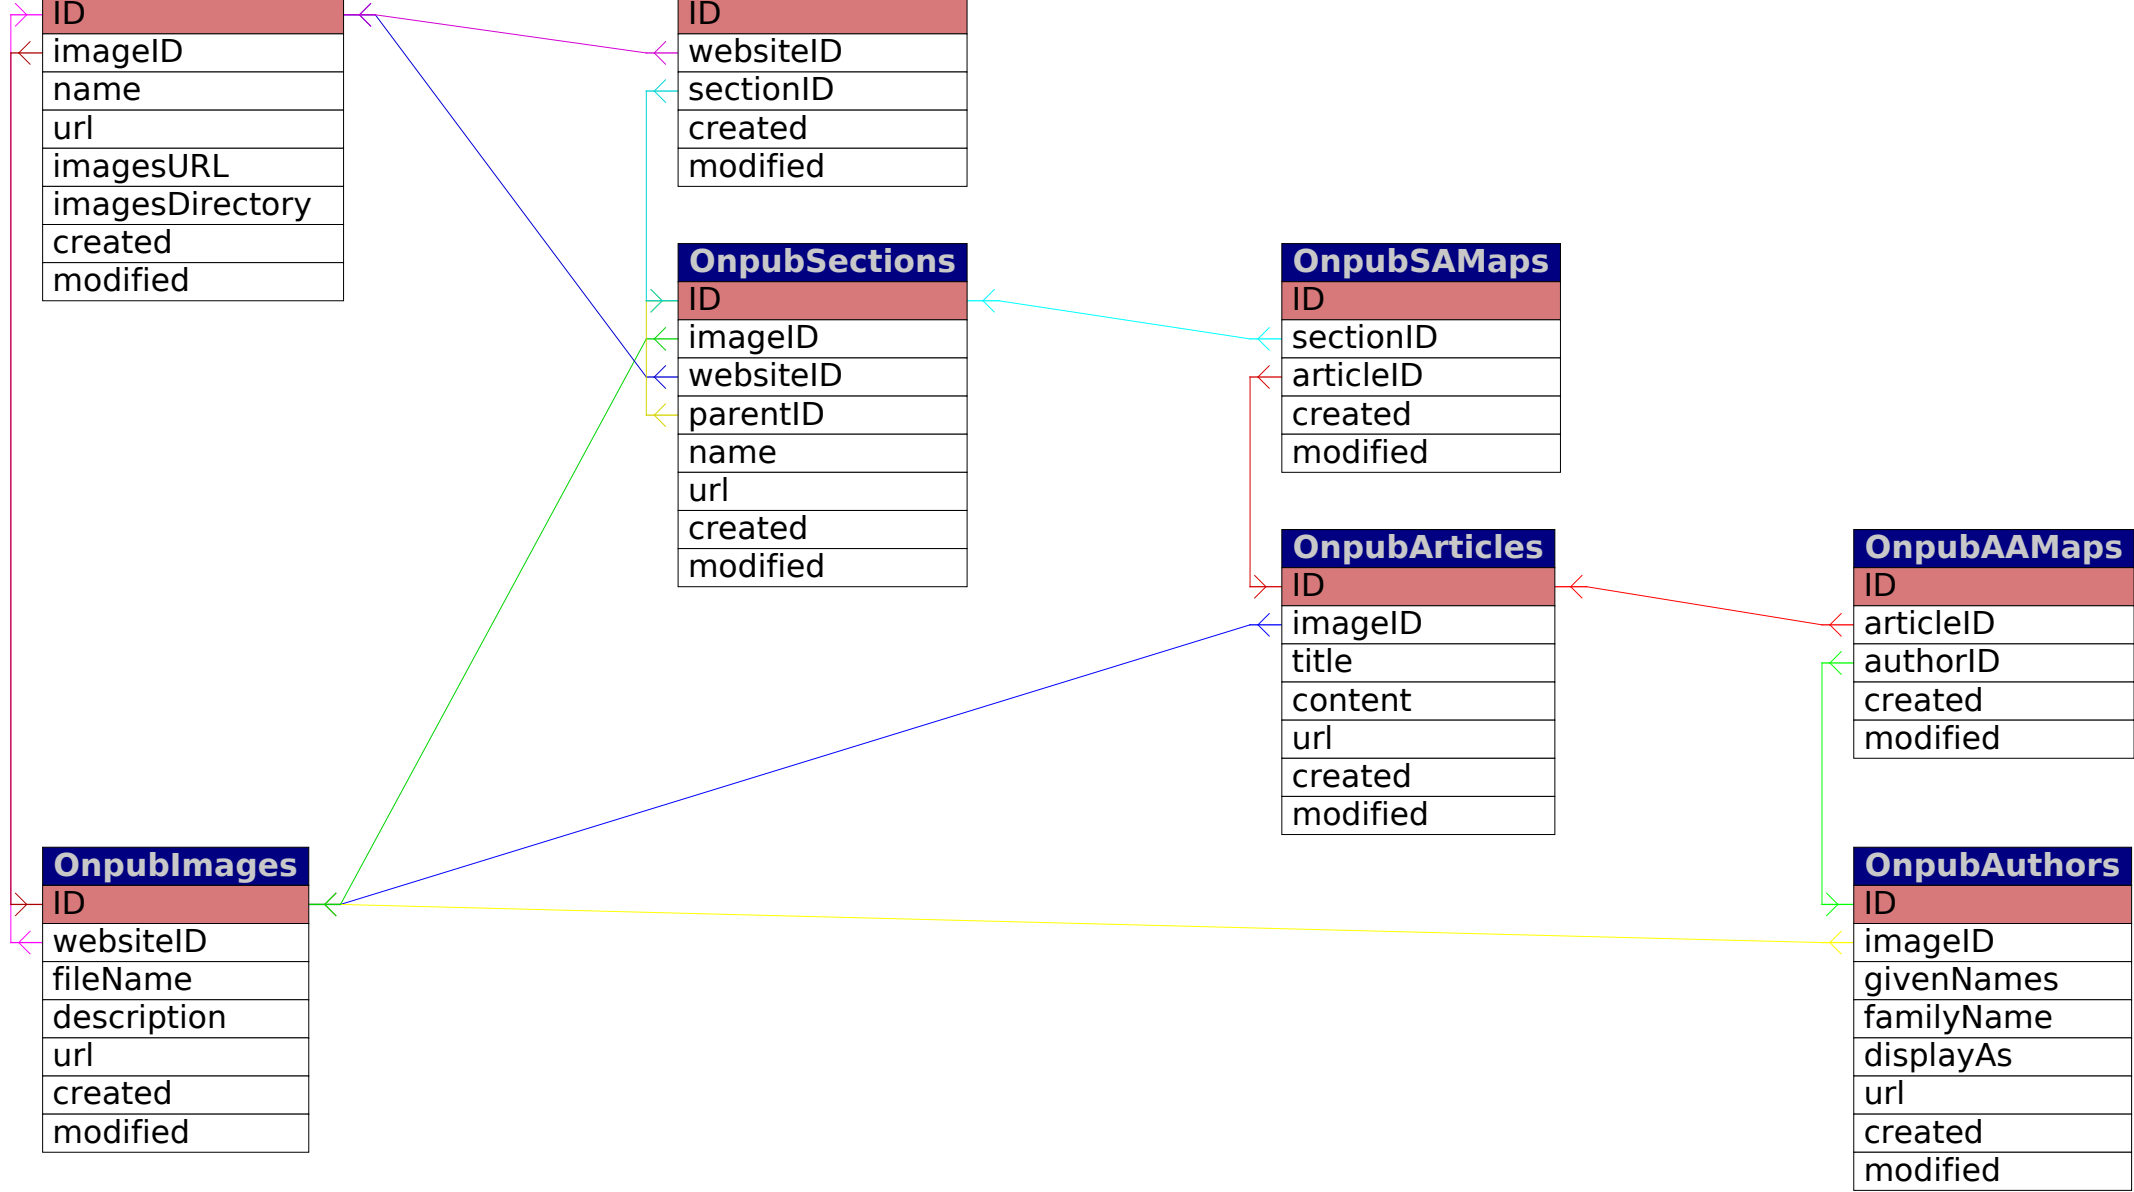 ID
imageID
name
url
imagesURL
imagesDirectory
created
modified
ID
websiteID
sectionID
created
modified
OnpubSections
ID
imageID
websiteID
parentID
name
url
created
modified
OnpubSAMaps
ID
sectionID
articleID
created
modified
OnpubArticles
ID
imageID
title
content
url
created
modified
OnpubAAMaps
ID
articleID
authorID
created
modified
OnpubImages
ID
websiteID
fileName
description
url
created
modified
OnpubAuthors
ID
imageID
givenNames
familyName
displayAs
url
created
modified